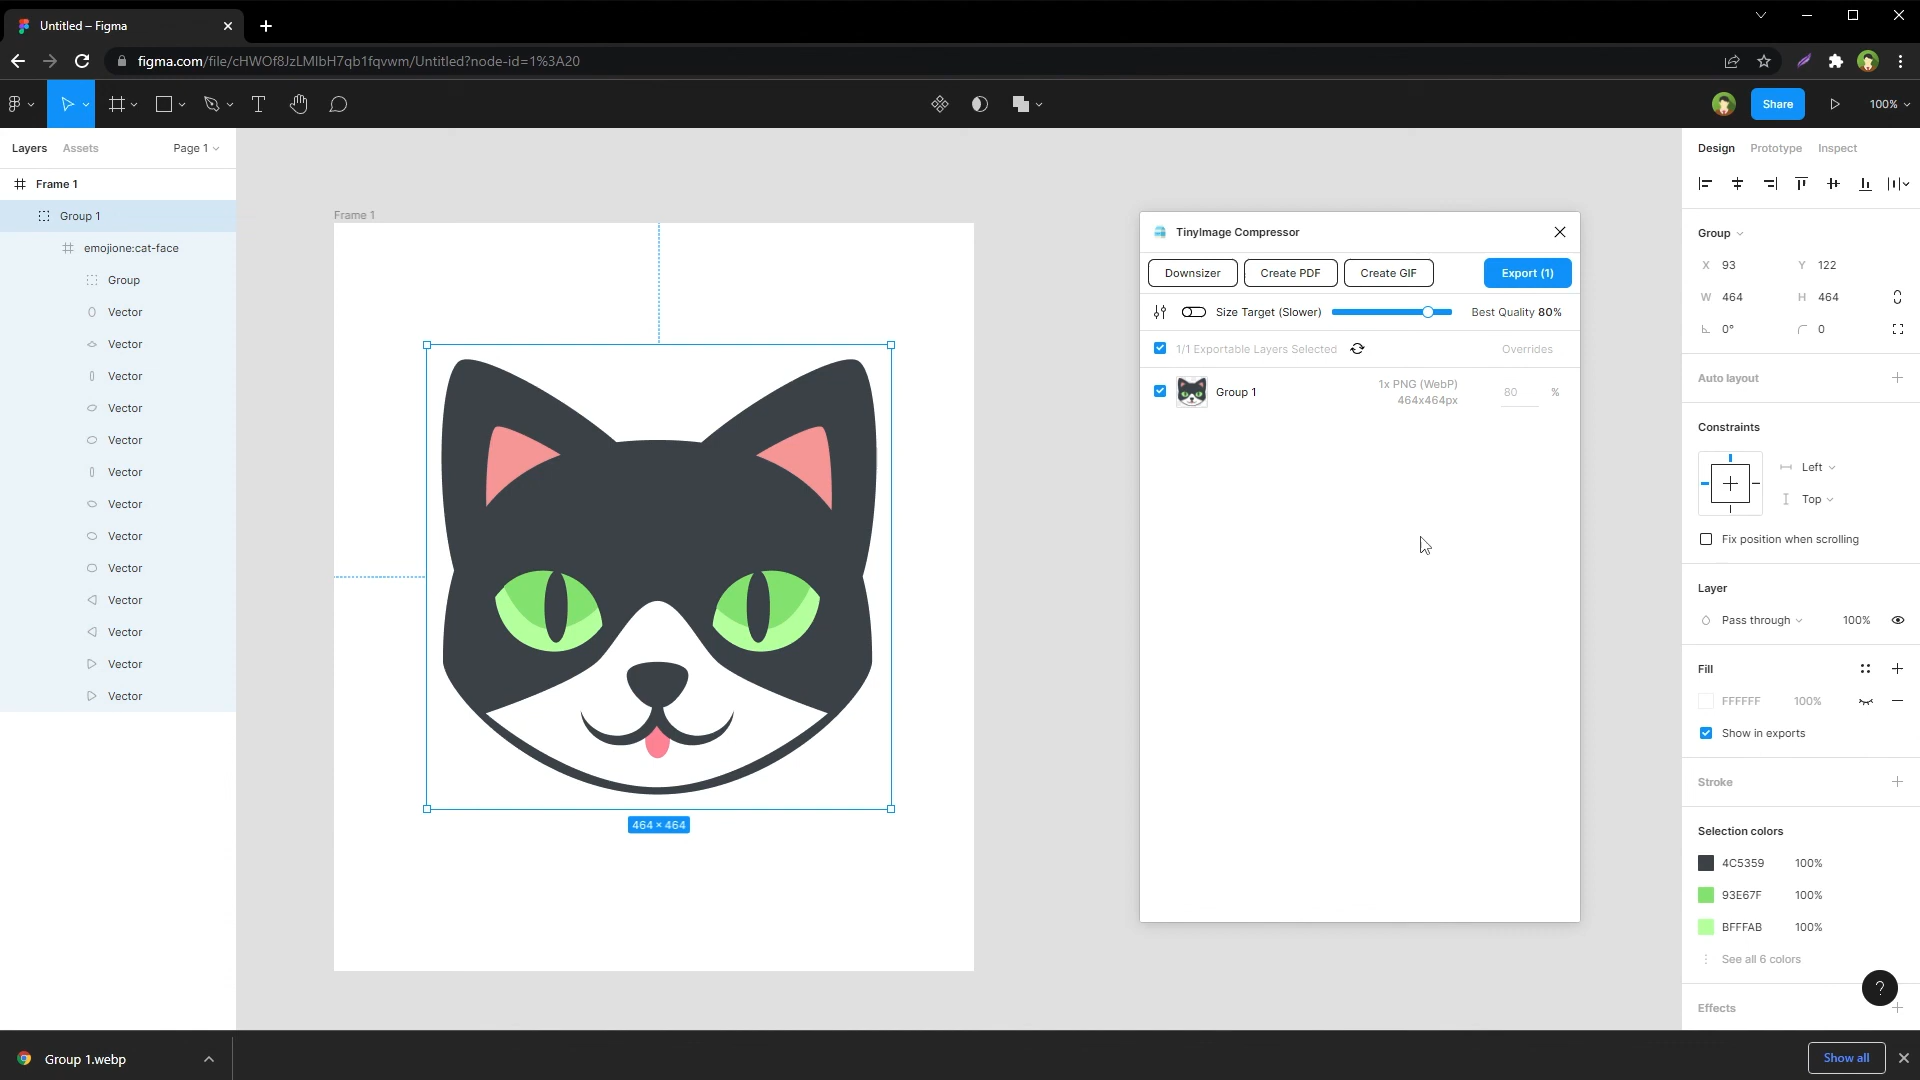 Untitled – Figma
figma.com/file/cHWOf8JzLMIbH7qb1fqvwm/Untitled?node-id=1%3A20
Share
100%
Layers
Assets
Page 1
Frame 1
Group 1
emojione:cat-face
Group
Vector
Vector
Vector
Vector
Vector
Vector
Vector
Vector
Vector
Vector
Vector
Vector
Vector
Frame 1
464 × 464
TinyImage Compressor
Downsizer
Create PDF
Create GIF
Export (1)
Size Target (Slower)
Best Quality 80%
1/1 Exportable Layers Selected
Overrides
Group 1
1x PNG (WebP)
464x464px
80 %
Design
Prototype
Inspect
Group
X 93
Y 122
W 464
H 464
0°
0
Auto layout
Constraints
Left
Top
Fix position when scrolling
Layer
Pass through
100%
Fill
FFFFFF
100%
Show in exports
Stroke
Selection colors
4C5359
100%
93E67F
100%
BFFFAB
100%
See all 6 colors
?
Effects
Group 1.webp
Show all